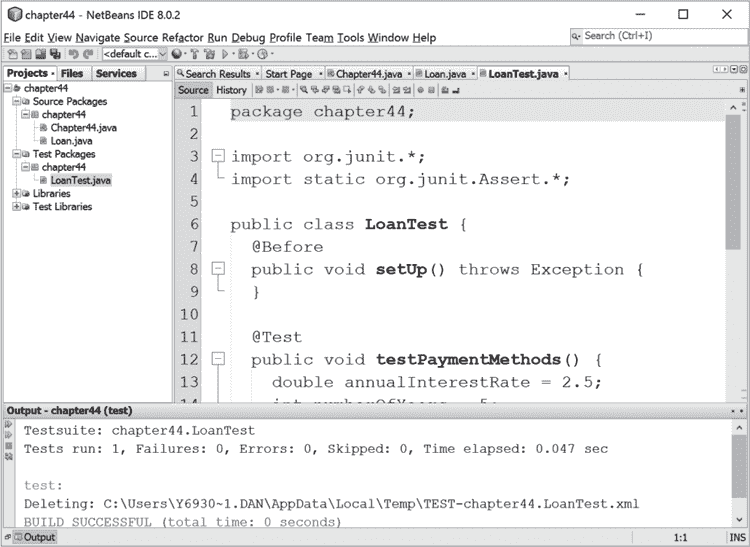 chapter44 - NetBeans IDE 8.0.2
File Edit View Navigate Source Refactor Run Debug Profile Team Tools Window Help
Search (Ctrl+I)
<default c...
Projects Files Services
Search Results Start Page Chapter44.java Loan.java LoanTest.java
Source History
chapter44
Source Packages
chapter44
Chapter44.java
Loan.java
Test Packages
chapter44
LoanTest.java
Libraries
Test Libraries
1 package chapter44;
2
3 import org.junit.*;
4 import static org.junit.Assert.*;
5
6 public class LoanTest {
7 @Before
8 public void setUp() throws Exception {
9 }
10
11 @Test
12 public void testPaymentMethods() {
13 double annualInterestRate = 2.5;
Output - chapter44 (test)
Testsuite: chapter44.LoanTest
Tests run: 1, Failures: 0, Errors: 0, Skipped: 0, Time elapsed: 0.047 sec
test:
Deleting: C:\Users\Y6930~1.DAN\AppData\Local\Temp\TEST-chapter44.LoanTest.xml
BUILD SUCCESSFUL (total time: 0 seconds)
Output
1:1 INS